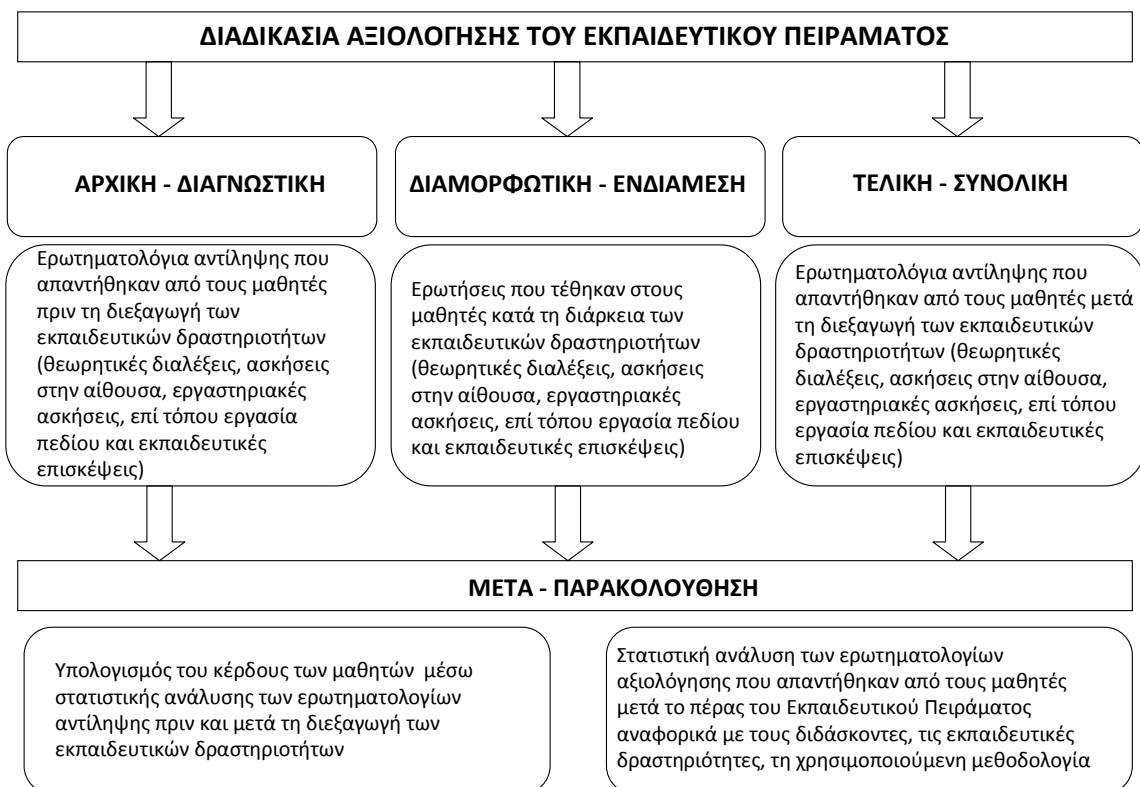 ΔΙΑΔΙΚΑΣΙΑ ΑΞΙΟΛΟΓΗΣΗΣ ΤΟΥ ΕΚΠΑΙΔΕΥΤΙΚΟΥ ΠΕΙΡΑΜΑΤΟΣ
ΑΡΧΙΚΗ - ΔΙΑΓΝΩΣΤΙΚΗ
Ερωτηματολόγια αντίληψης που
απαντήθηκαν από τους μαθητές
πριν τη διεξαγωγή των
εκπαιδευτικών δραστηριοτήτων
(θεωρητικές διαλέξεις, ασκήσεις
στην αίθουσα, εργαστηριακές
ασκήσεις, επί τόπου εργασία
πεδίου και εκπαιδευτικές
επισκέψεις)
ΔΙΑΜΟΡΦΩΤΙΚΗ - ΕΝΔΙΑΜΕΣΗ
Ερωτήσεις που τέθηκαν στους
μαθητές κατά τη διάρκεια των
εκπαιδευτικών δραστηριοτήτων
(θεωρητικές διαλέξεις, ασκήσεις
στην αίθουσα, εργαστηριακές
ασκήσεις, επί τόπου εργασία πεδίου
και εκπαιδευτικές επισκέψεις)
ΤΕΛΙΚΗ - ΣΥΝΟΛΙΚΗ
Ερωτηματολόγια αντίληψης που
απαντήθηκαν από τους μαθητές μετά
τη διεξαγωγή των εκπαιδευτικών
δραστηριοτήτων (θεωρητικές
διαλέξεις, ασκήσεις στην αίθουσα,
εργαστηριακές ασκήσεις, επί τόπου
εργασία πεδίου και εκπαιδευτικές
επισκέψεις)
ΜΕΤΑ - ΠΑΡΑΚΟΛΟΥΘΗΣΗ
Υπολογισμός του κέρδους των μαθητών μέσω
στατιστικής ανάλυσης των ερωτηματολογίων
αντίληψης πριν και μετά τη διεξαγωγή των
εκπαιδευτικών δραστηριοτήτων
Στατιστική ανάλυση των ερωτηματολογίων
αξιολόγησης που απαντήθηκαν από τους μαθητές
μετά το πέρας του Εκπαιδευτικού Πειράματος
αναφορικά με τους διδάσκοντες, τις εκπαιδευτικές
δραστηριότητες, τη χρησιμοποιούμενη μεθοδολογία